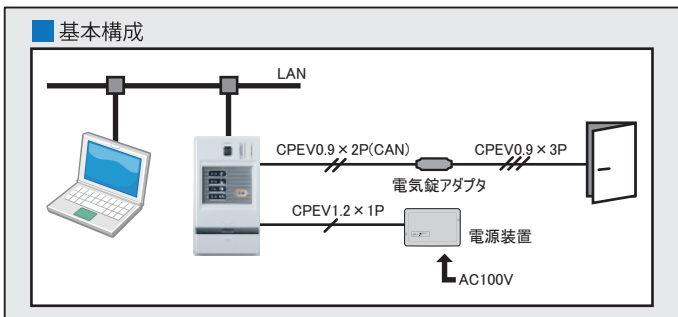 基本構成
LAN
CPEV0.9×2P(CAN)
CPEV0.9×3P
電気錠アダプタ
CPEV1.2×1P
電源装置
AC100V